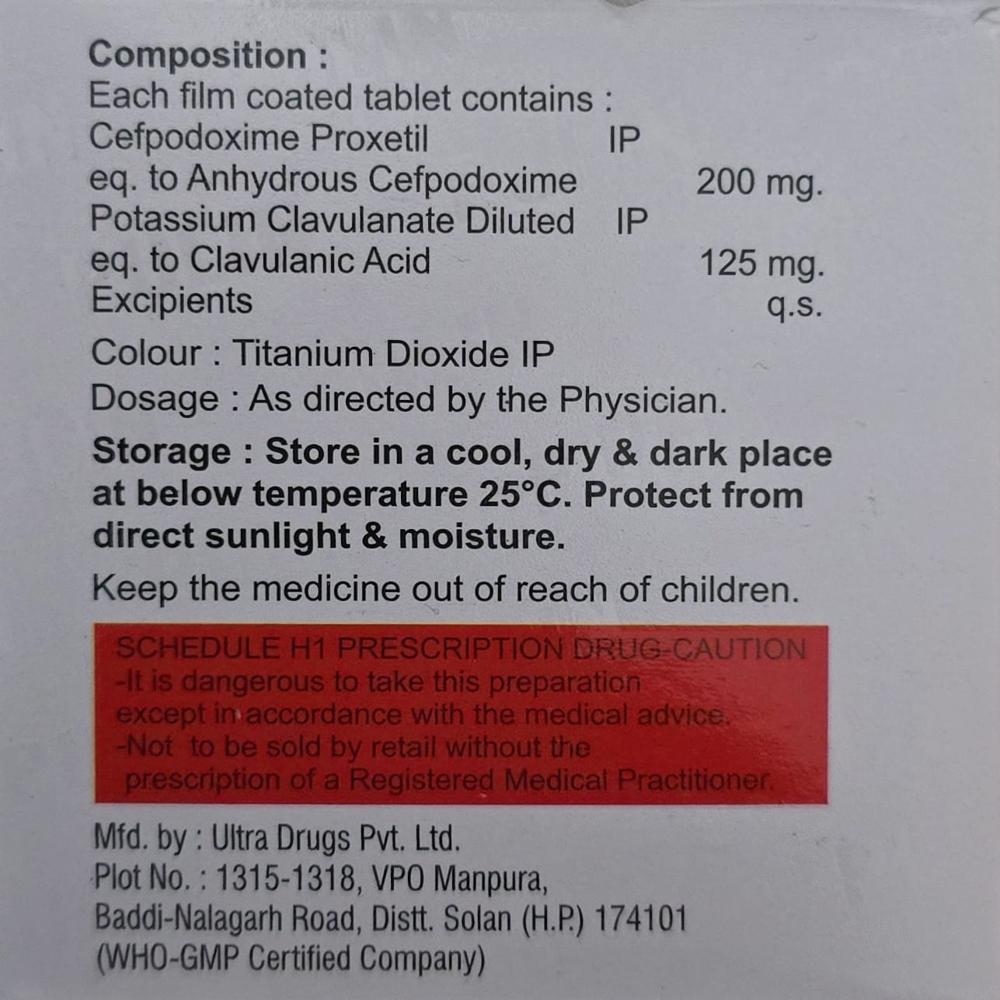 Composition :
Each film coated tablet contains :
Cefpodoxime Proxetil IP
eq. to Anhydrous Cefpodoxime 200 mg.
Potassium Clavulanate Diluted IP
eq. to Clavulanic Acid 125 mg.
Excipients q.s.
Colour : Titanium Dioxide IP
Dosage : As directed by the Physician.
Storage : Store in a cool, dry & dark place
at below temperature 25°C. Protect from
direct sunlight & moisture.
Keep the medicine out of reach of children.
SCHEDULE H1 PRESCRIPTION DRUG-CAUTION
-It is dangerous to take this preparation
except in accordance with the medical advice.
-Not to be sold by retail without the
prescription of a Registered Medical Practitioner.
Mfd. by : Ultra Drugs Pvt. Ltd.
Plot No. : 1315-1318, VPO Manpura,
Baddi-Nalagarh Road, Distt. Solan (H.P.) 174101
(WHO-GMP Certified Company)